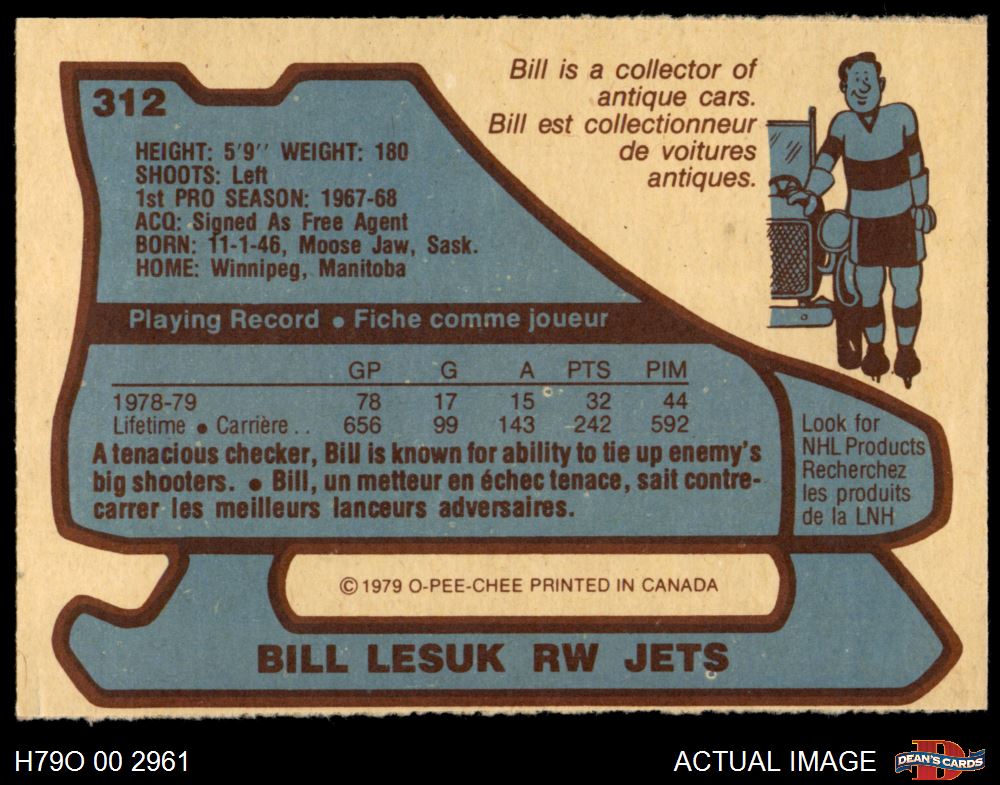 312
Bill is a collector of
antique cars.
Bill est collectionneur
de voitures
antiques.
HEIGHT: 5'9" WEIGHT: 180
SHOOTS: Left
1st PRO SEASON: 1967-68
ACQ: Signed As Free Agent
BORN: 11-1-46, Moose Jaw, Sask.
HOME: Winnipeg, Manitoba
Playing Record • Fiche comme joueur
GP G A PTS PIM
1978-79 78 17 15 32 44
Lifetime • Carrière . . 656 99 143 242 592
A tenacious checker, Bill is known for ability to tie up enemy's
big shooters. • Bill, un metteur en échec tenace, sait contre-
carrer les meilleurs lanceurs adversaires.
Look for
NHL Products
Recherchez
les produits
de la LNH
© 1979 O-PEE-CHEE PRINTED IN CANADA
BILL LESUK RW JETS
H79O 00 2961
ACTUAL IMAGE
DEAN'S CARDS